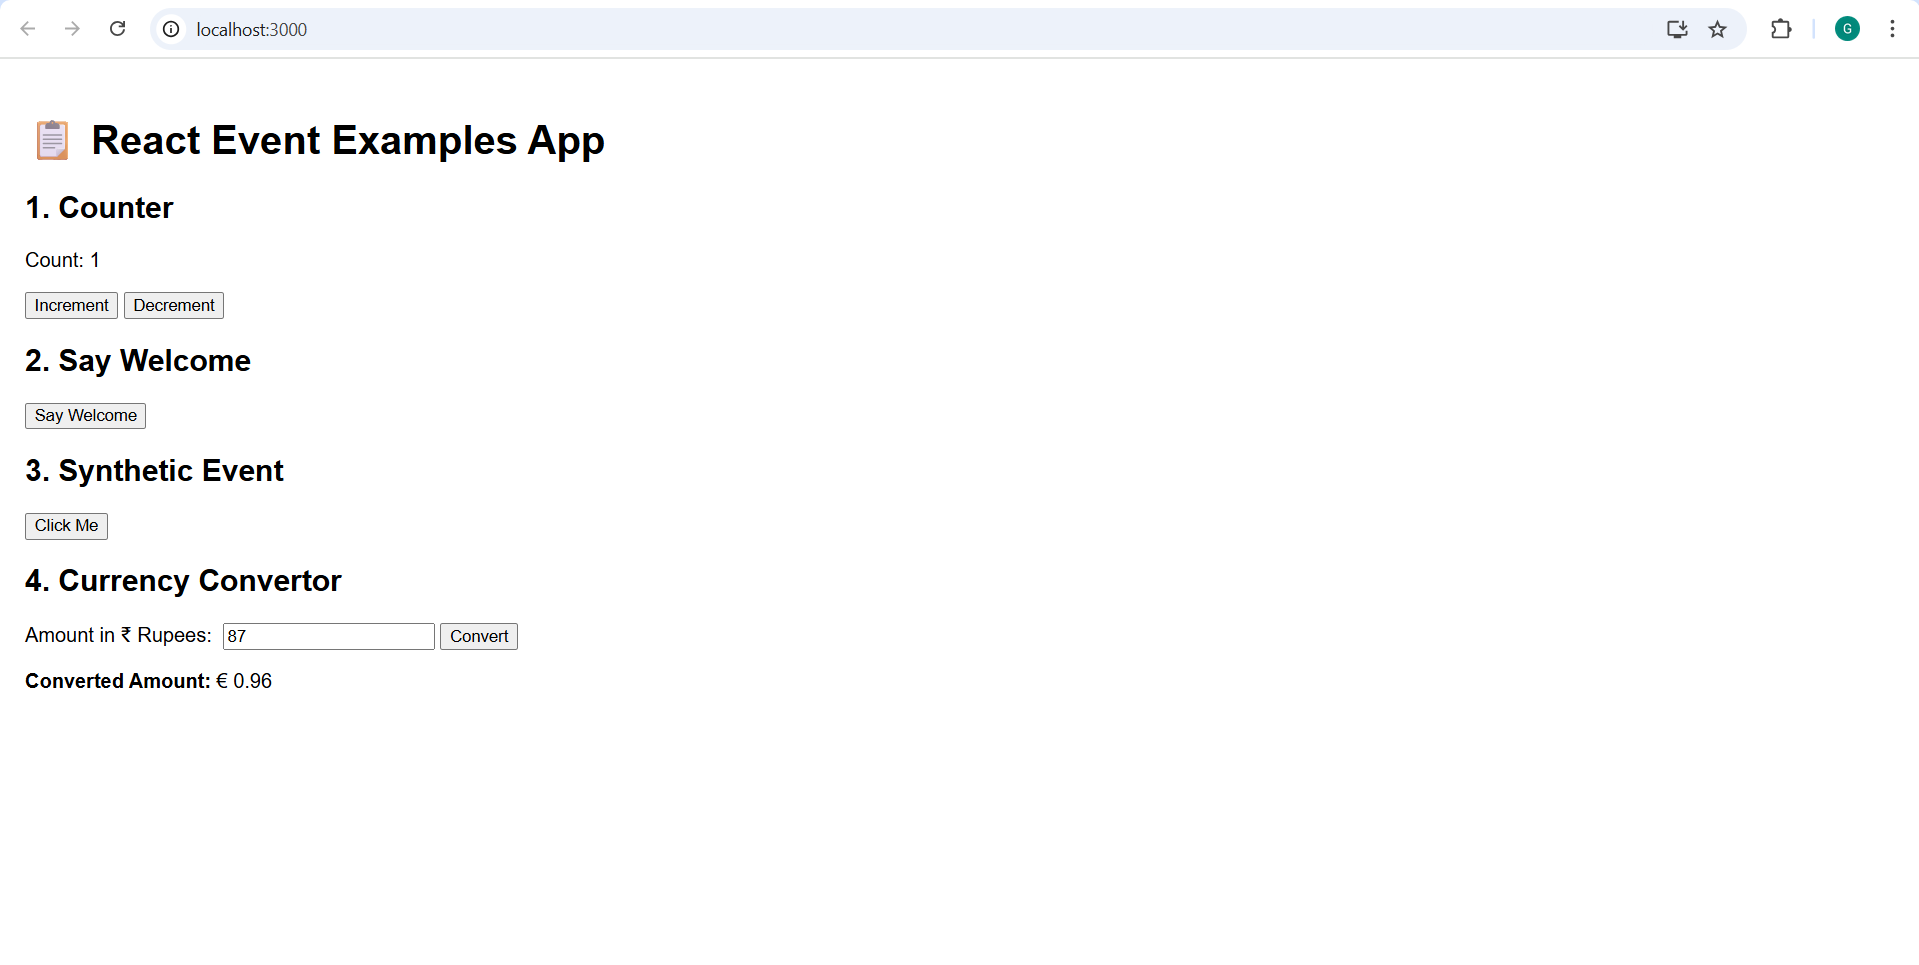 localhost:3000
G
📋 React Event Examples App
1. Counter
Count: 1
Increment Decrement
2. Say Welcome
Say Welcome
3. Synthetic Event
Click Me
4. Currency Convertor
Amount in ₹ Rupees: 87 Convert
Converted Amount: € 0.96